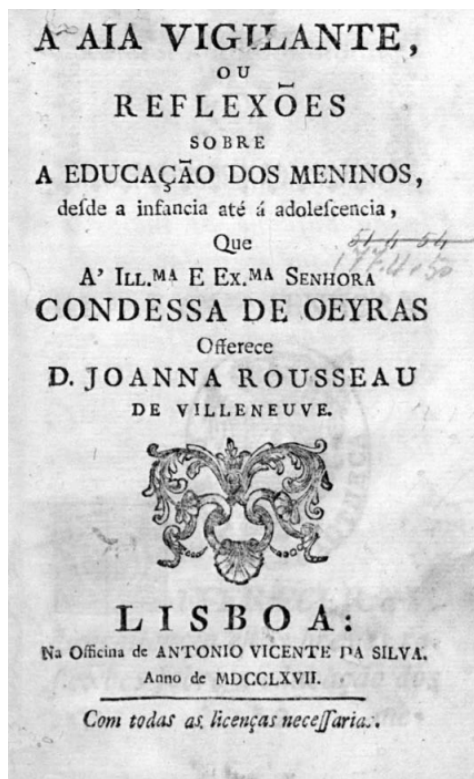 A AIA VIGILANTE,
OU
REFLEXÕES
SOBRE
A EDUCAÇÃO DOS MENINOS,
deſde a infancia até á adoleſcencia,
Que
A' ILL.MA E EX.MA SENHORA
CONDESSA DE OEYRAS
Offerece
D. JOANNA ROUSSEAU
DE VILLENEUVE.
LISBOA:
Na Officina de ANTONIO VICENTE DA SILVA.
Anno de MDCCLXVII.
Com todas as licenças neceſſarias.